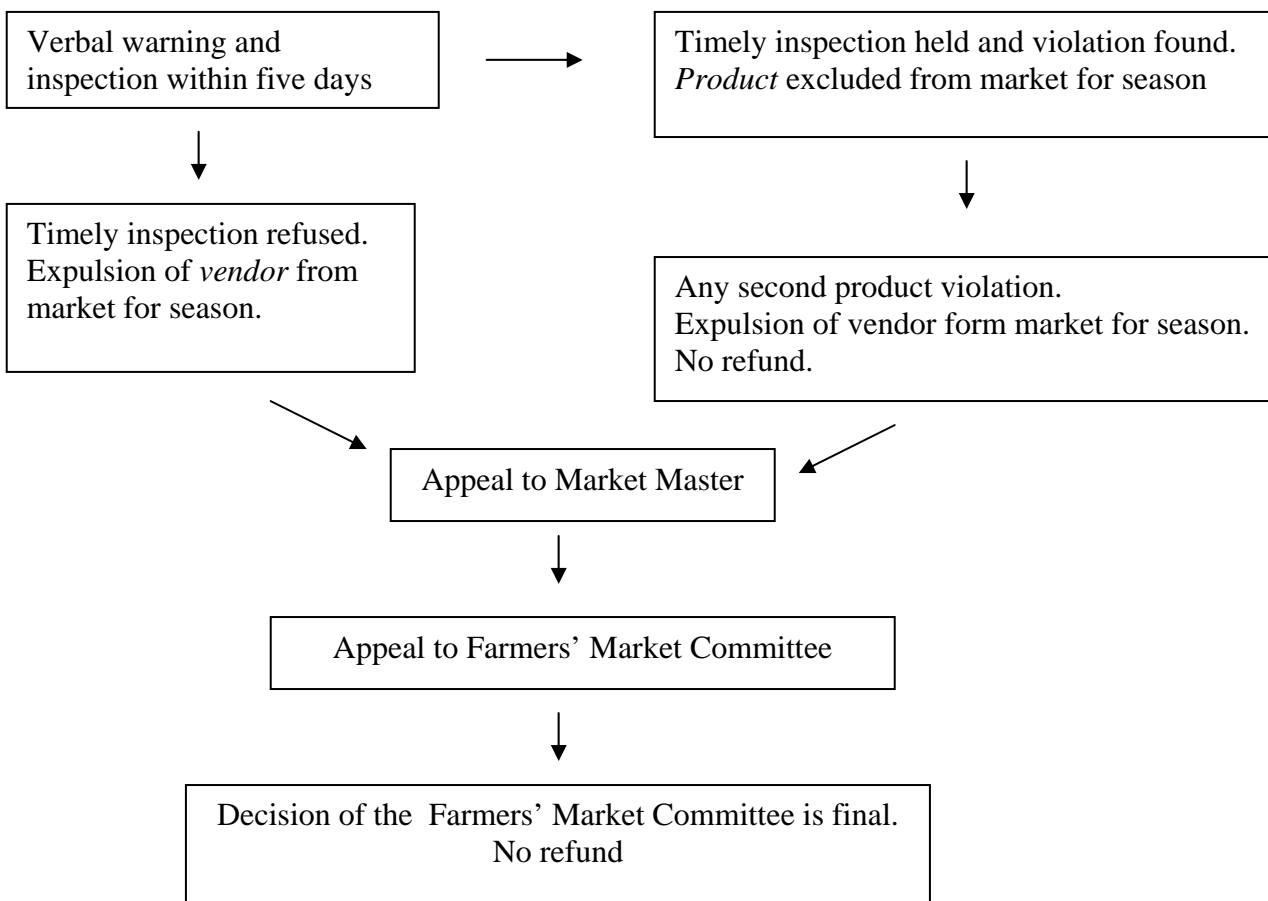 Verbal warning and
inspection within five days
Timely inspection held and violation found.
Product excluded from market for season
Timely inspection refused.
Expulsion of vendor from
market for season.
Any second product violation.
Expulsion of vendor form market for season.
No refund.
Appeal to Market Master
Appeal to Farmers’ Market Committee
Decision of the  Farmers’ Market Committee is final.
No refund